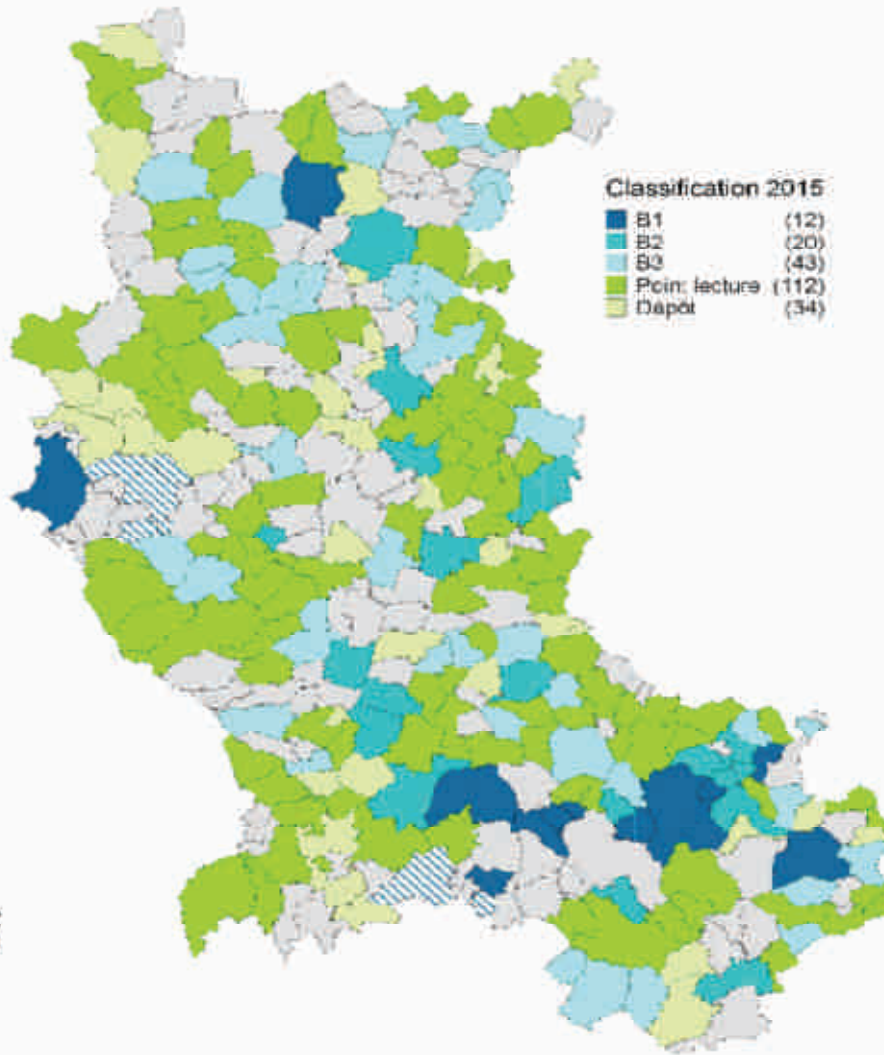 Classification 2015
B1 (12)
B2 (20)
B3 (43)
Point lecture (112)
Dépôt (34)